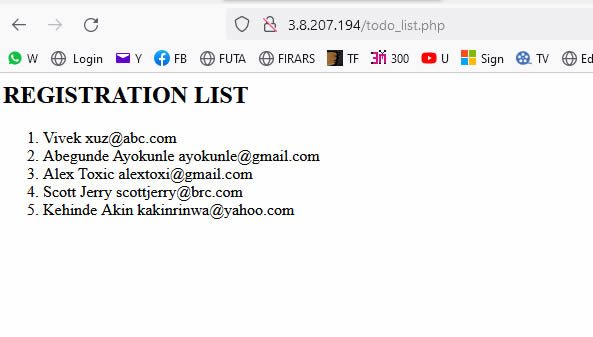 3.8.207.194/todo_list.php
W Login Y FB FUTA FIRARS TF 300 U Sign TV Ed
REGISTRATION LIST
1. Vivek xuz@abc.com
2. Abegunde Ayokunle ayokunle@gmail.com
3. Alex Toxic alextoxi@gmail.com
4. Scott Jerry scottjerry@brc.com
5. Kehinde Akin kakinrinwa@yahoo.com